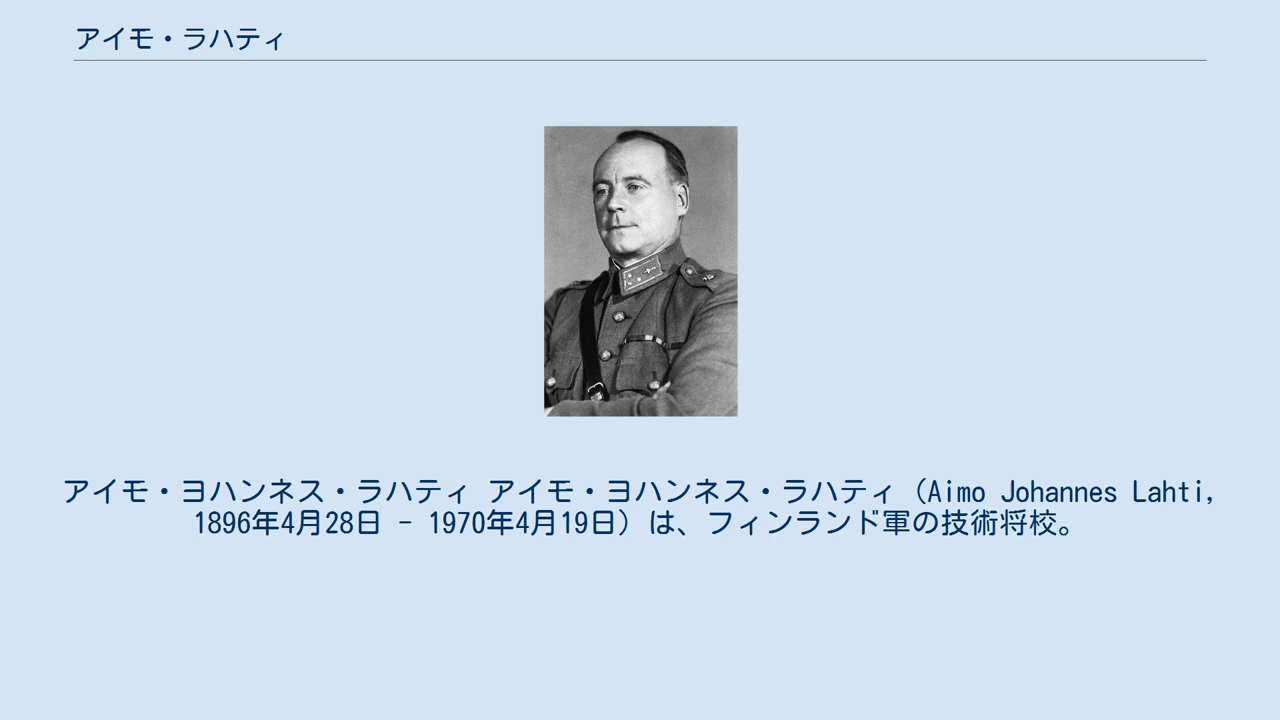 アイモ・ラハティ
アイモ・ヨハンネス・ラハティ アイモ・ヨハンネス・ラハティ（Aimo Johannes Lahti,
1896年4月28日 - 1970年4月19日）は、フィンランド軍の技術将校。